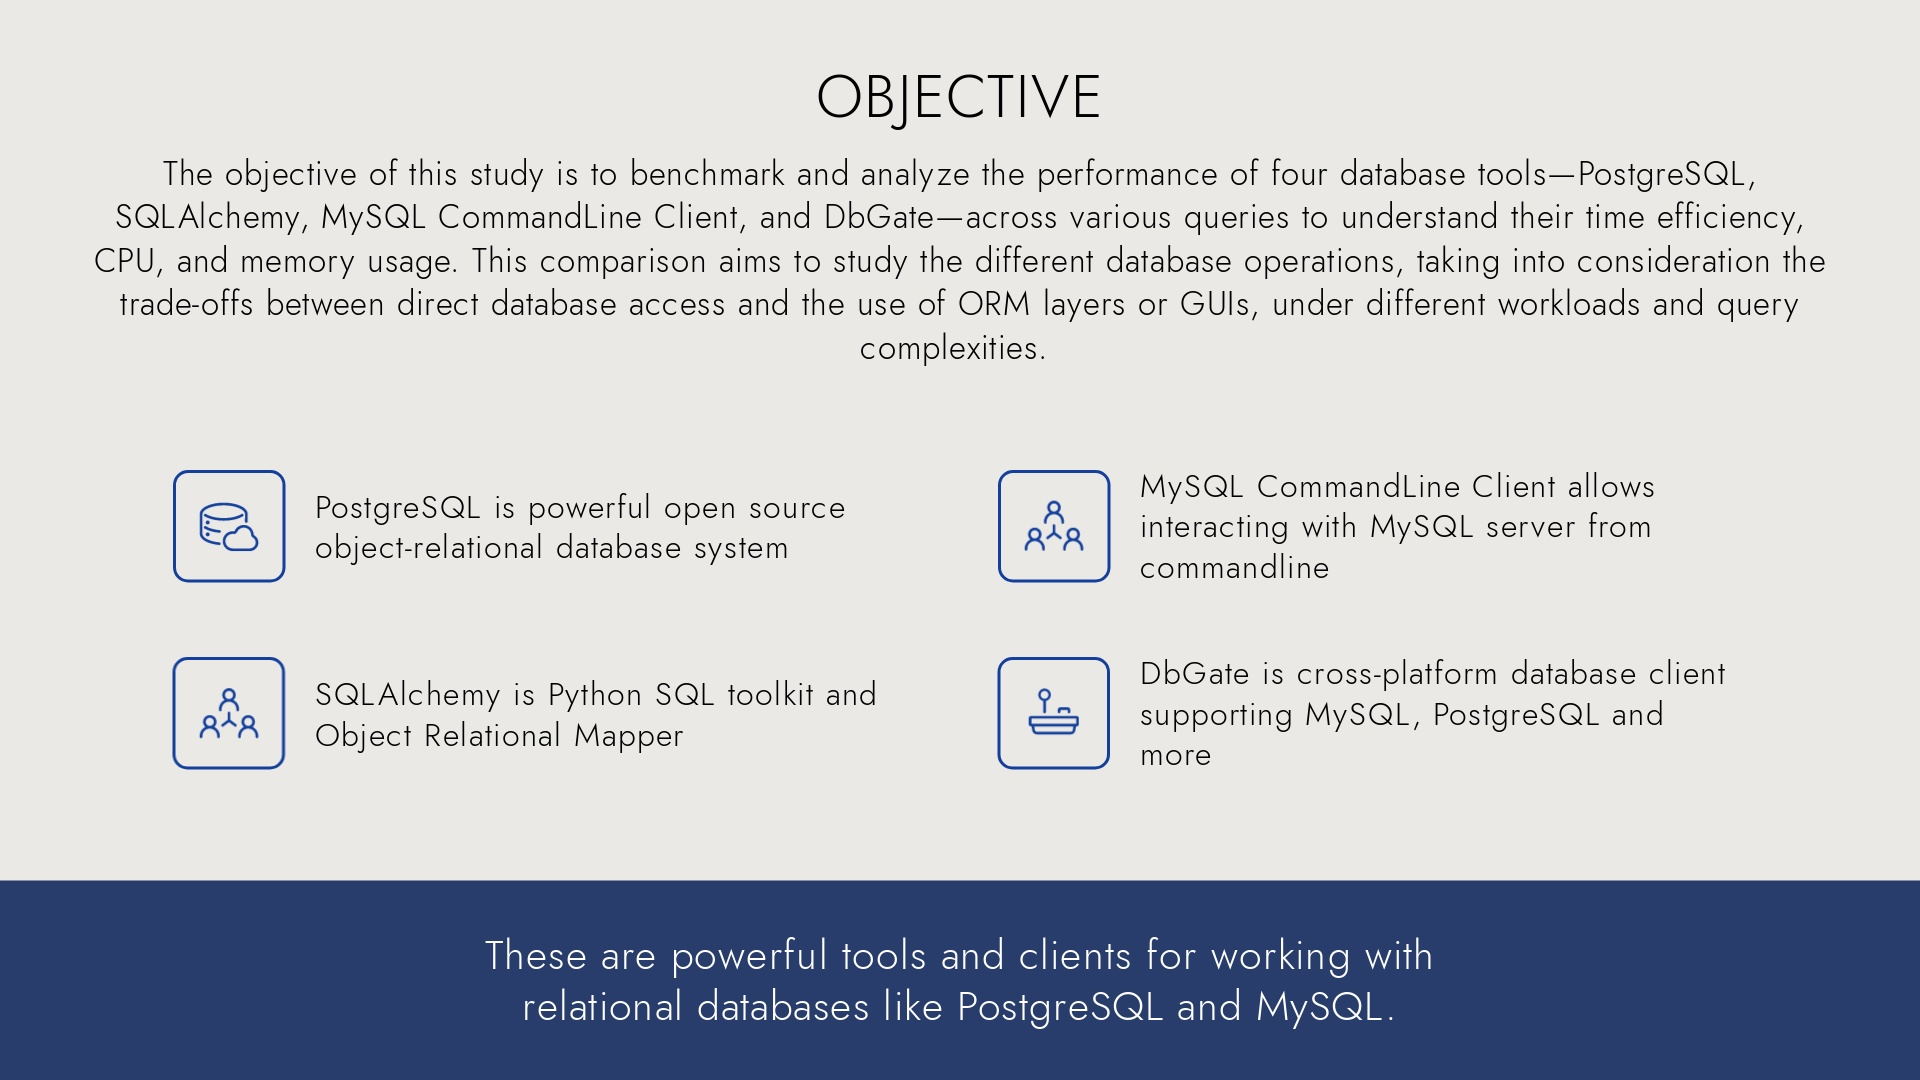 OBJECTIVE
The objective of this study is to benchmark and analyze the performance of four database tools—PostgreSQL,
SQLAlchemy, MySQL CommandLine Client, and DbGate—across various queries to understand their time efficiency,
CPU, and memory usage. This comparison aims to study the different database operations, taking into consideration the
trade-offs between direct database access and the use of ORM layers or GUIs, under different workloads and query
complexities.
PostgreSQL is powerful open source
object-relational database system
MySQL CommandLine Client allows
interacting with MySQL server from
commandline
SQLAlchemy is Python SQL toolkit and
Object Relational Mapper
DbGate is cross-platform database client
supporting MySQL, PostgreSQL and
more
These are powerful tools and clients for working with
relational databases like PostgreSQL and MySQL.